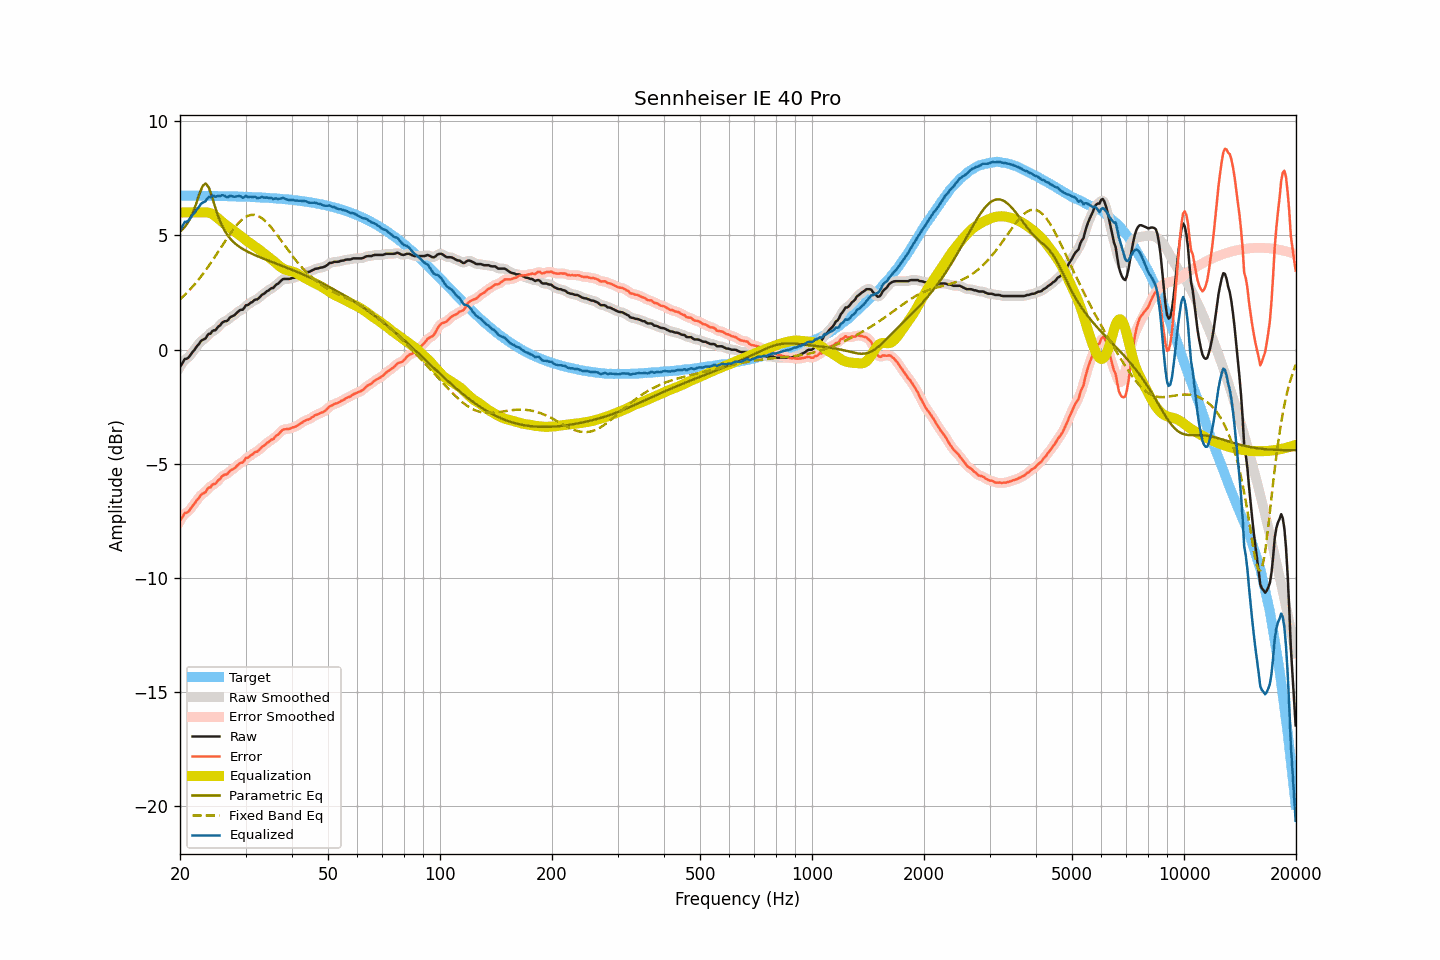 Sennheiser IE 40 Pro
10
5
0
−5
−10
−15
−20
Amplitude (dBr)
Target
Raw Smoothed
Error Smoothed
Raw
Error
Equalization
Parametric Eq
Fixed Band Eq
Equalized
20 50 100 200 500 1000 2000 5000 10000 20000
Frequency (Hz)